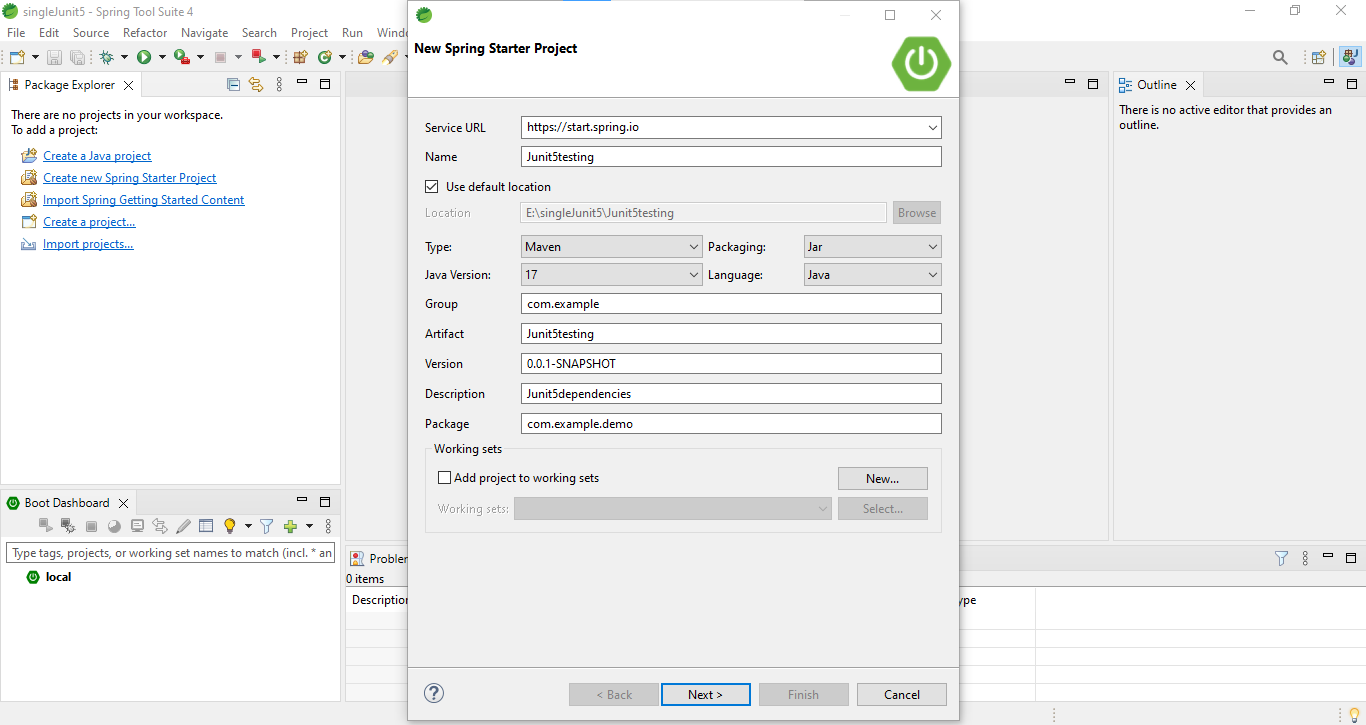 singleJunit5 - Spring Tool Suite 4
File Edit Source Refactor Navigate Search Project Run
Package Explorer
There are no projects in your workspace.
To add a project:
Create a Java project
Create new Spring Starter Project
Import Spring Getting Started Content
Create a project...
Import projects...
Boot Dashboard
Type tags, projects, or working set names to match (incl. * an
local
New Spring Starter Project
Service URL https://start.spring.io
Name Junit5testing
Use default location
Location E:\singleJunit5\Junit5testing Browse
Type: Maven Packaging: Jar
Java Version: 17 Language: Java
Group com.example
Artifact Junit5testing
Version 0.0.1-SNAPSHOT
Description Junit5dependencies
Package com.example.demo
Working sets
Add project to working sets New...
Working sets: Select...
? < Back Next > Finish Cancel
Outline
There is no active editor that provides an
outline.
0 items